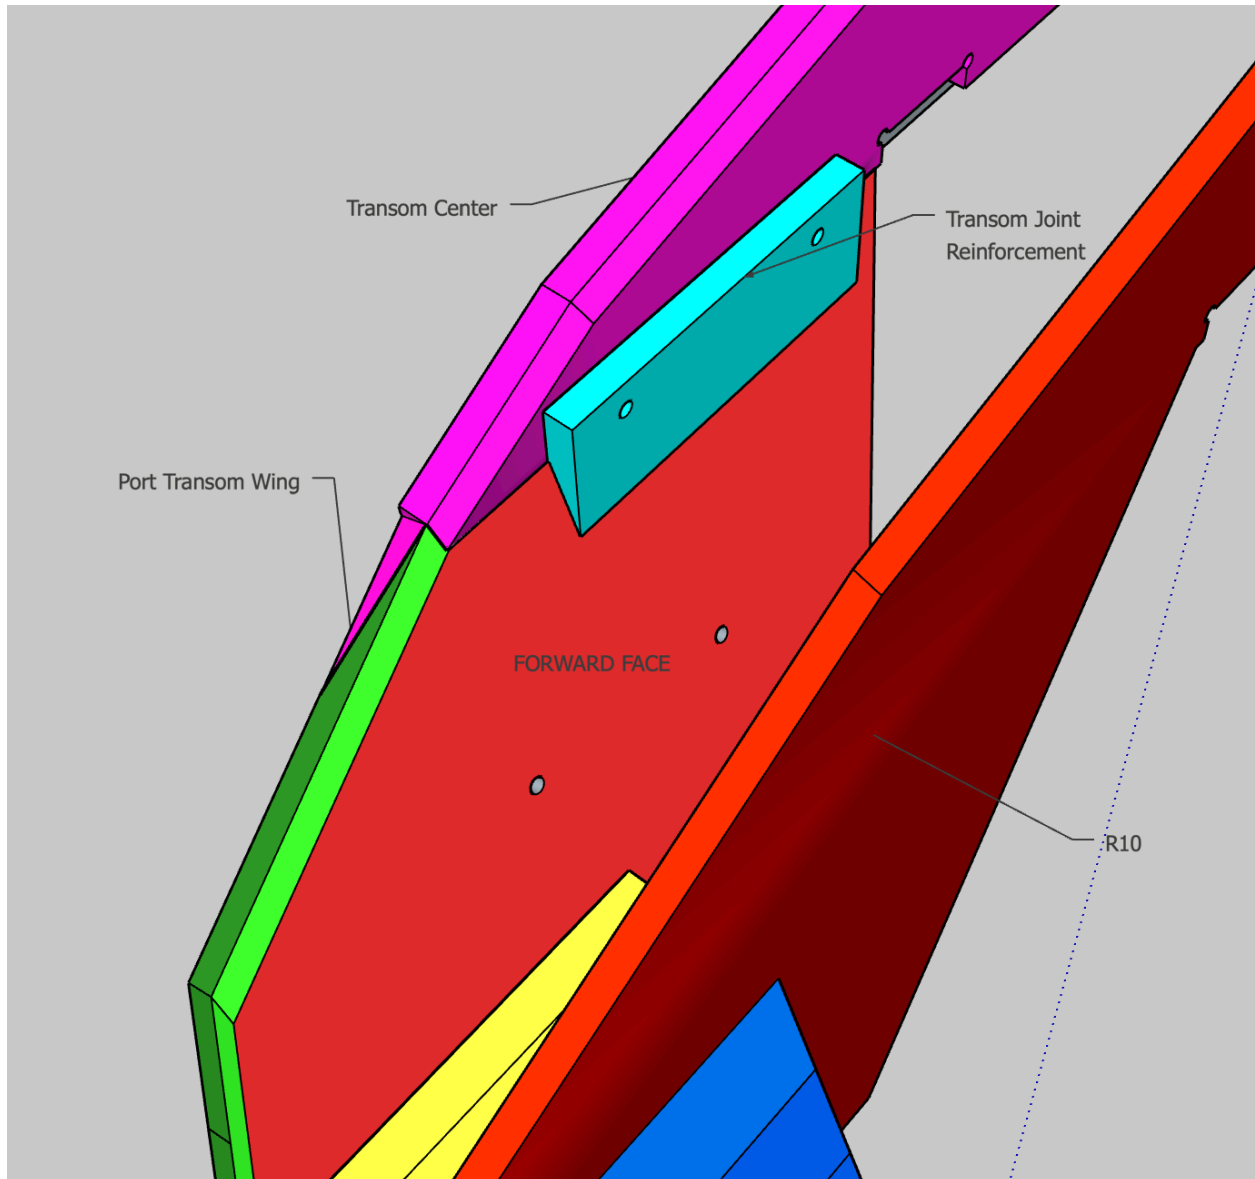 Transom Center
Transom Joint
Reinforcement
Port Transom Wing
FORWARD FACE
R10